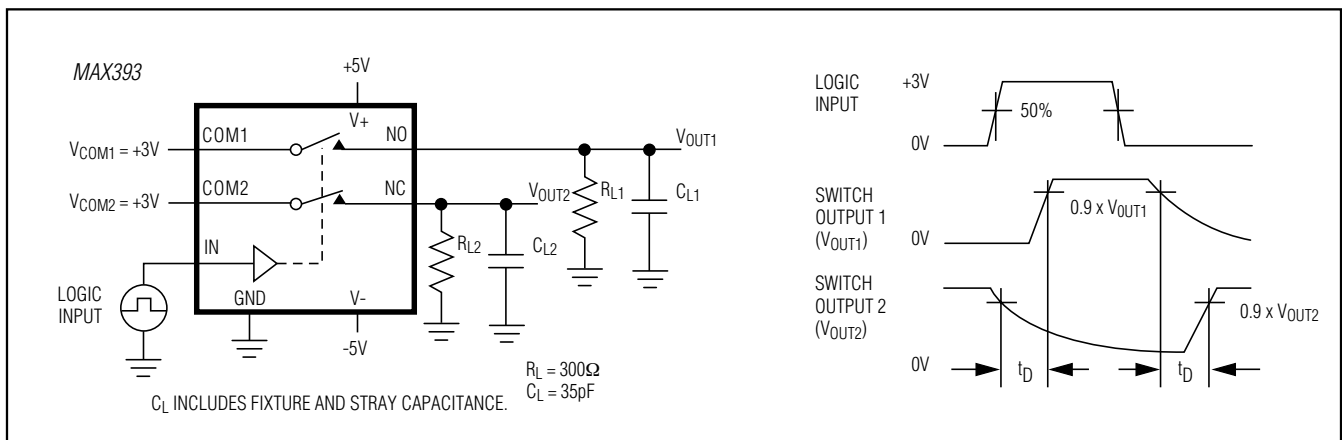 MAX393
+5V
V+
COM1
NO
VCOM1 = +3V
VOUT1
COM2
NC
VCOM2 = +3V
VOUT2
RL1
CL1
RL2
CL2
IN
LOGIC
INPUT
GND
V-
-5V
RL = 300Ω
CL = 35pF
CL INCLUDES FIXTURE AND STRAY CAPACITANCE.
LOGIC
INPUT
+3V
50%
0V
SWITCH
OUTPUT 1
(VOUT1)
0.9 x VOUT1
0V
SWITCH
OUTPUT 2
(VOUT2)
0.9 x VOUT2
0V
tD
tD